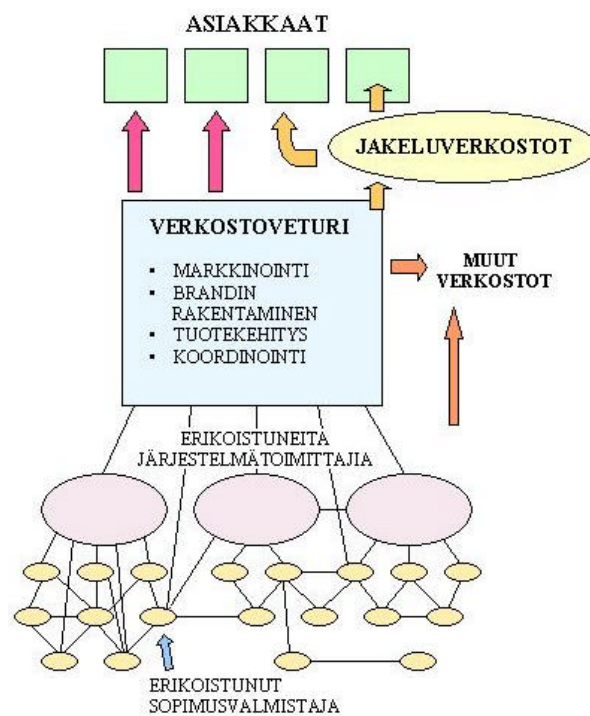 ASIAKKAAT
JAKELUVERKOSTOT
VERKOSTOVETURI
▪ MARKKINOINTI
▪ BRANDIN
RAKENTAMINEN
▪ TUOTEKEHITYS
▪ KOORDINOINTI
MUUT
VERKOSTOT
ERIKOISTUNEITA
JÄRJESTELMÄTOIMITTAJIA
ERIKOISTUNUT
SOPIMUSVALMISTAJA